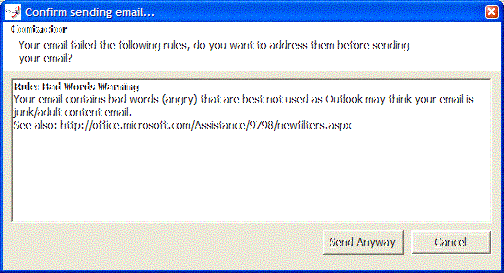 Confirm sending email...
Contactor
Your email failed the following rules, do you want to address them before sending
your email?
Rule: Bad Words Warning
Your email contains bad words (angry) that are best not used as Outlook may think your email is
junk/adult content email.
See also: http://office.microsoft.com/Assistance/9798/newfilters.aspx
Send Anyway
Cancel